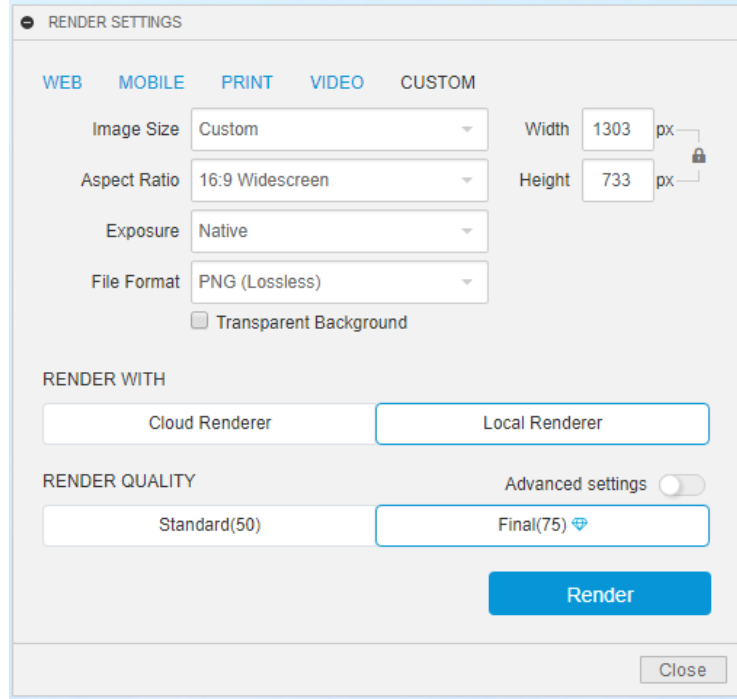 RENDER SETTINGS
WEB MOBILE PRINT VIDEO CUSTOM
Image Size Custom Width 1303 px
Aspect Ratio 16:9 Widescreen Height 733 px
Exposure Native
File Format PNG (Lossless)
Transparent Background
RENDER WITH
Cloud Renderer Local Renderer
RENDER QUALITY Advanced settings
Standard(50) Final(75)
Render
Close